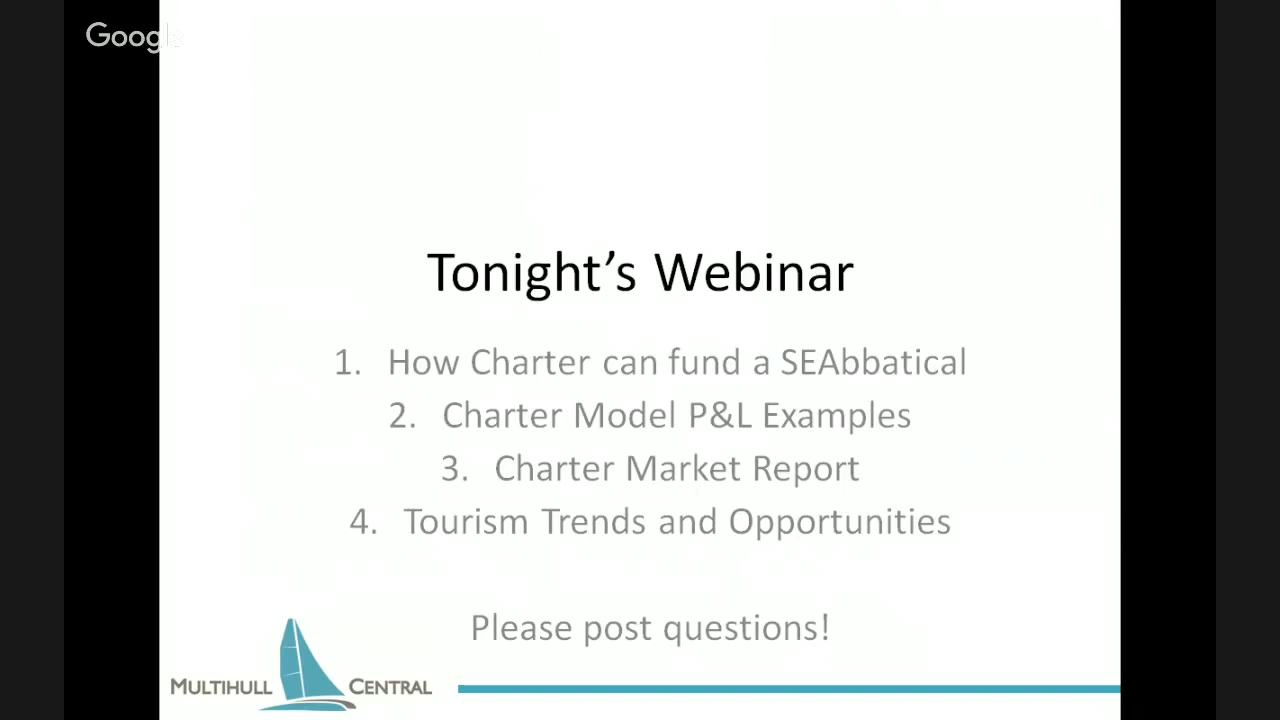 Google
Tonight’s Webinar
1. How Charter can fund a SEAbbatical
2. Charter Model P&L Examples
3. Charter Market Report
4. Tourism Trends and Opportunities
Please post questions!
MULTIHULL CENTRAL